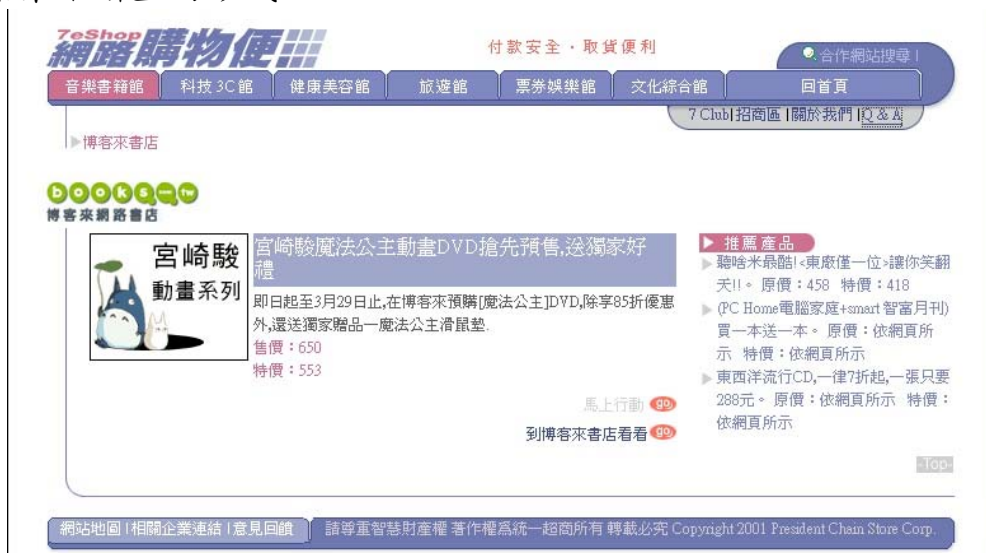 7eShop
網路購物便
付款安全．取貨便利
合作網站搜尋 |
音樂書籍館 科技 3C 館 健康美容館 旅遊館 票券娛樂館 文化綜合館 回首頁
7 Club| 招商區 | 關於我們 | Q & A
博客來書店
books.com.tw
博客來網路書店
宮崎駿
動畫系列
宮崎駿魔法公主動畫DVD搶先預售,送獨家好
禮
即日起至3月29日止,在博客來預購[魔法公主]DVD,除享85折優惠
外,還送獨家贈品一魔法公主滑鼠墊.
售價：650
特價：553
馬上行動 go
到博客來書店看看 go
推薦產品
聽啥米最酷!<東廠僅一位>讓你笑翻
天!!。 原價：458 特價：418
(PC Home電腦家庭+smart 智富月刊)
買一本送一本。 原價：依網頁所
示 特價：依網頁所示
東西洋流行CD,一律7折起,一張只要
288元。 原價：依網頁所示 特價：
依網頁所示
-Top-
網站地圖 | 相關企業連結 | 意見回饋
請尊重智慧財產權 著作權為統一超商所有 轉載必究 Copyright 2001 President Chain Store Corp.